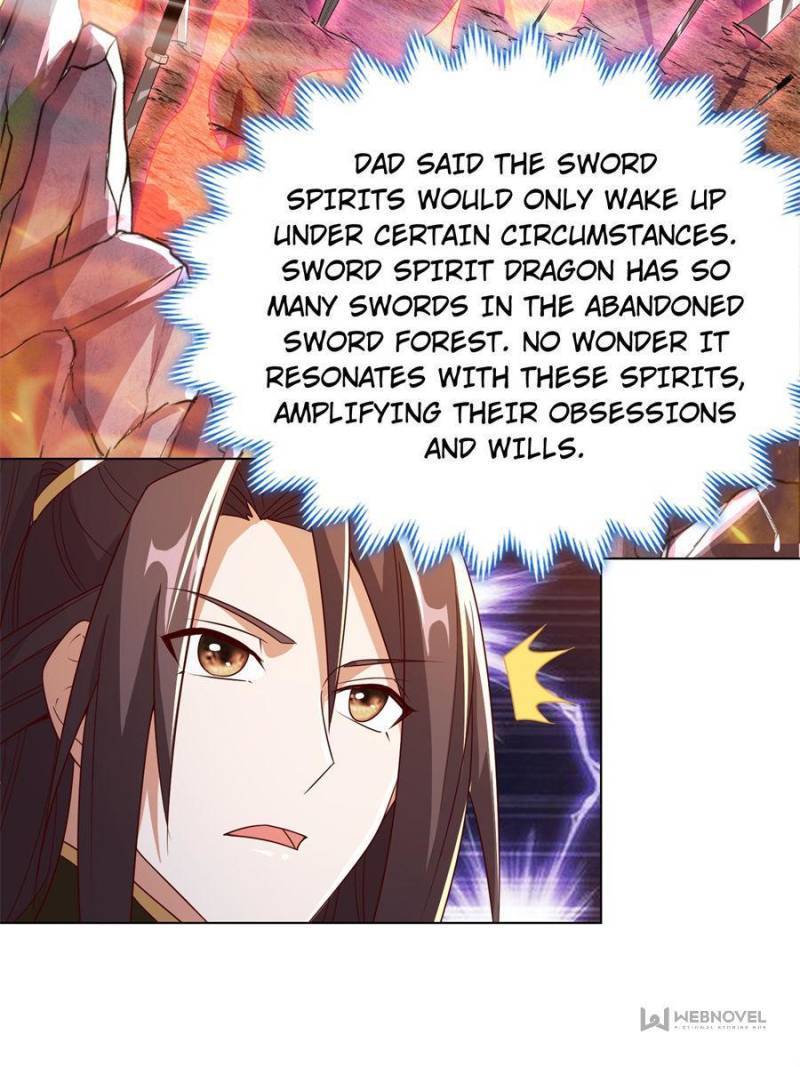 DAD SAID THE SWORD
SPIRITS WOULD ONLY WAKE UP
UNDER CERTAIN CIRCUMSTANCES.
SWORD SPIRIT DRAGON HAS SO
MANY SWORDS IN THE ABANDONED
SWORD FOREST. NO WONDER IT
RESONATES WITH THESE SPIRITS,
AMPLIFYING THEIR OBSESSIONS
AND WILLS.
WEBNOVEL